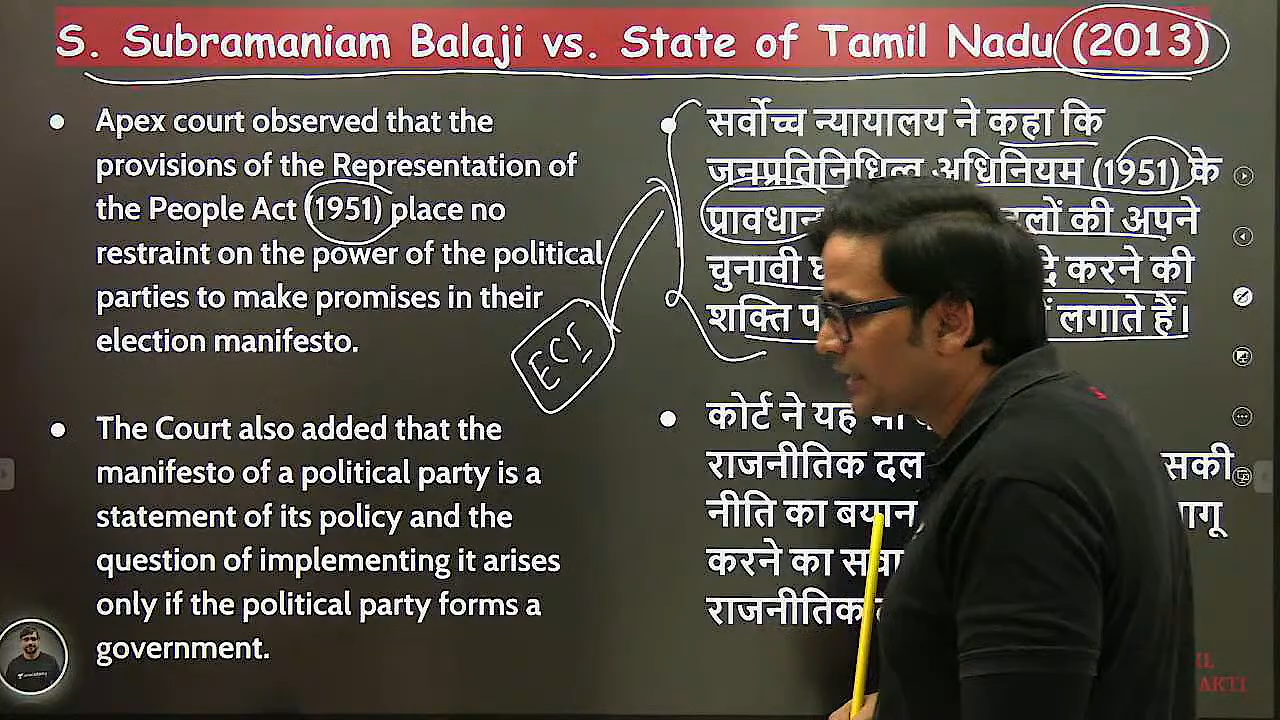 S. Subramaniam Balaji vs. State of Tamil Nadu (2013)
Apex court observed that the
provisions of the Representation of
the People Act (1951) place no
restraint on the power of the political
parties to make promises in their
election manifesto.
The Court also added that the
manifesto of a political party is a
statement of its policy and the
question of implementing it arises
only if the political party forms a
government.
ECI
सर्वोच्च न्यायालय ने कहा कि
जनप्रतिनिधित्व अधिनियम (1951) के
की अपने
चुनावी करने की
शक्ति लगाते हैं।
कोर्ट ने यह
राजनीतिक दल
नीति का बयान,
करने का
राजनीतिक